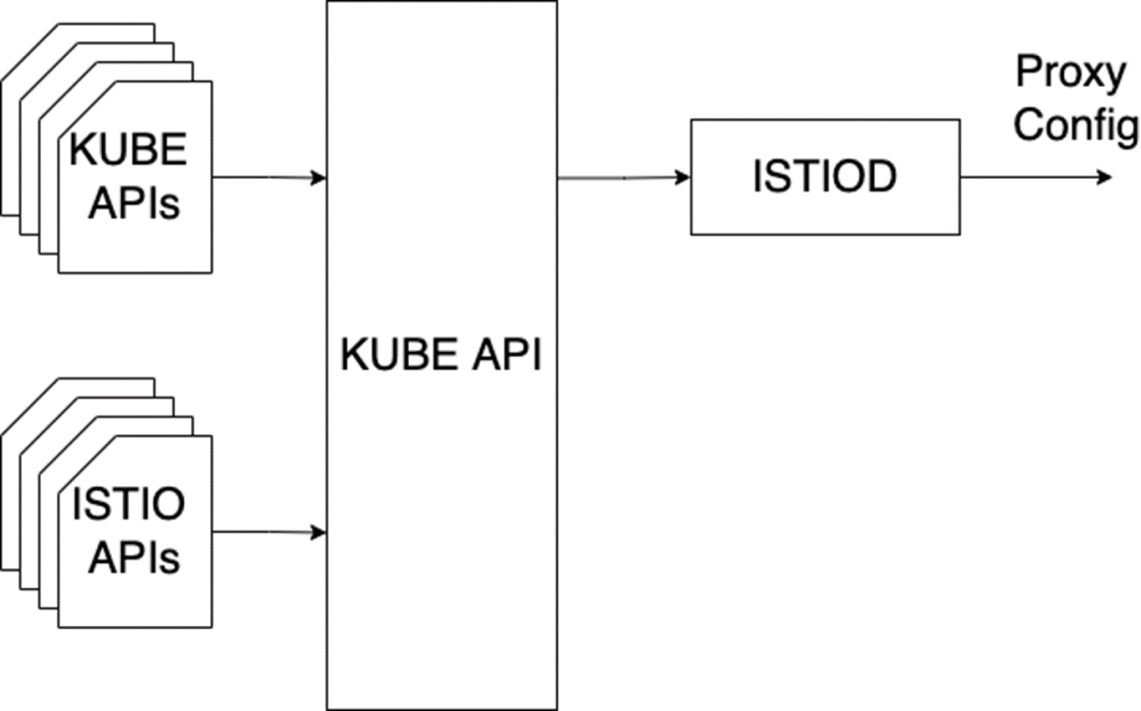 KUBE
APIs
KUBE API
ISTIOD
Proxy
Config
ISTIO
APIs